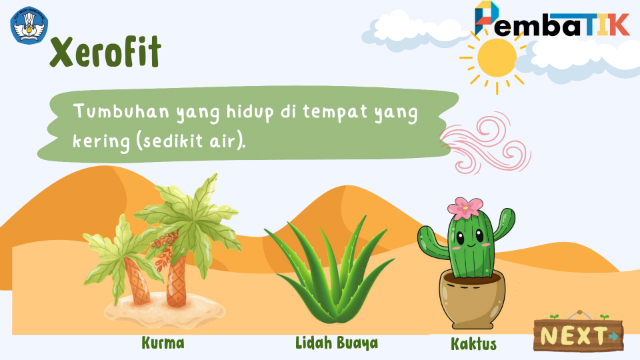 PembaTIK
Xerofit
Tumbuhan yang hidup di tempat yang
kering (sedikit air).
Kurma
Lidah Buaya
Kaktus
NEXT